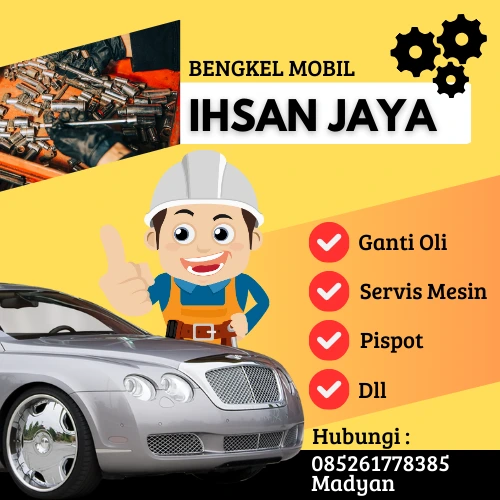 BENGKEL MOBIL
IHSAN JAYA
Ganti Oli
Servis Mesin
Pispot
Dll
Hubungi :
085261778385
Madyan